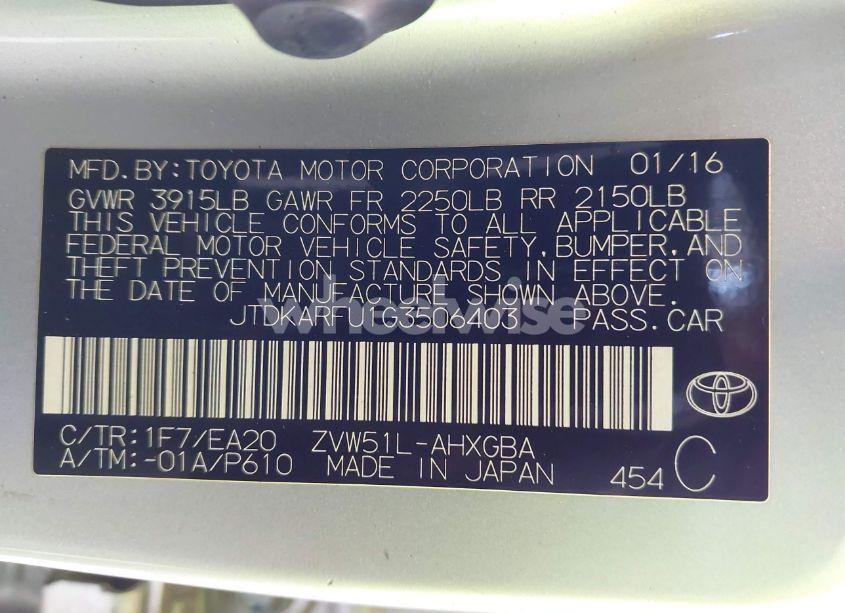 MFD.BY:TOYOTA MOTOR CORPORATION 01/16
GVWR 3915LB GAWR FR 2250LB RR 2150LB
THIS VEHICLE CONFORMS TO ALL APPLICABLE
FEDERAL MOTOR VEHICLE SAFETY,BUMPER,AND
THEFT PREVENTION STANDARDS IN EFFECT ON
THE DATE OF MANUFACTURE SHOWN ABOVE.
wheelwise
JTDKARFU1G3506403 PASS.CAR
C/TR:1F7/EA20 ZVW51L-AHXGBA
A/TM:-01A/P610 MADE IN JAPAN 454 C